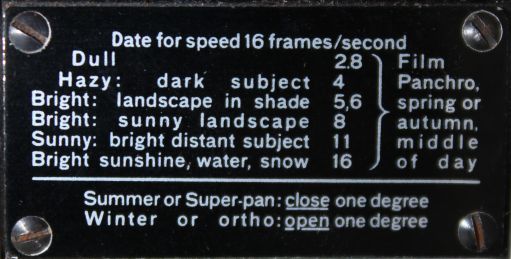 Date for speed 16 frames/second
Dull 2.8 Film
Hazy: dark subject 4 Panchro,
Bright: landscape in shade 5,6 spring or
Bright: sunny landscape 8 autumn,
Sunny: bright distant subject 11 middle
Bright sunshine, water, snow 16 of day
Summer or Super-pan: close one degree
Winter or ortho: open one degree